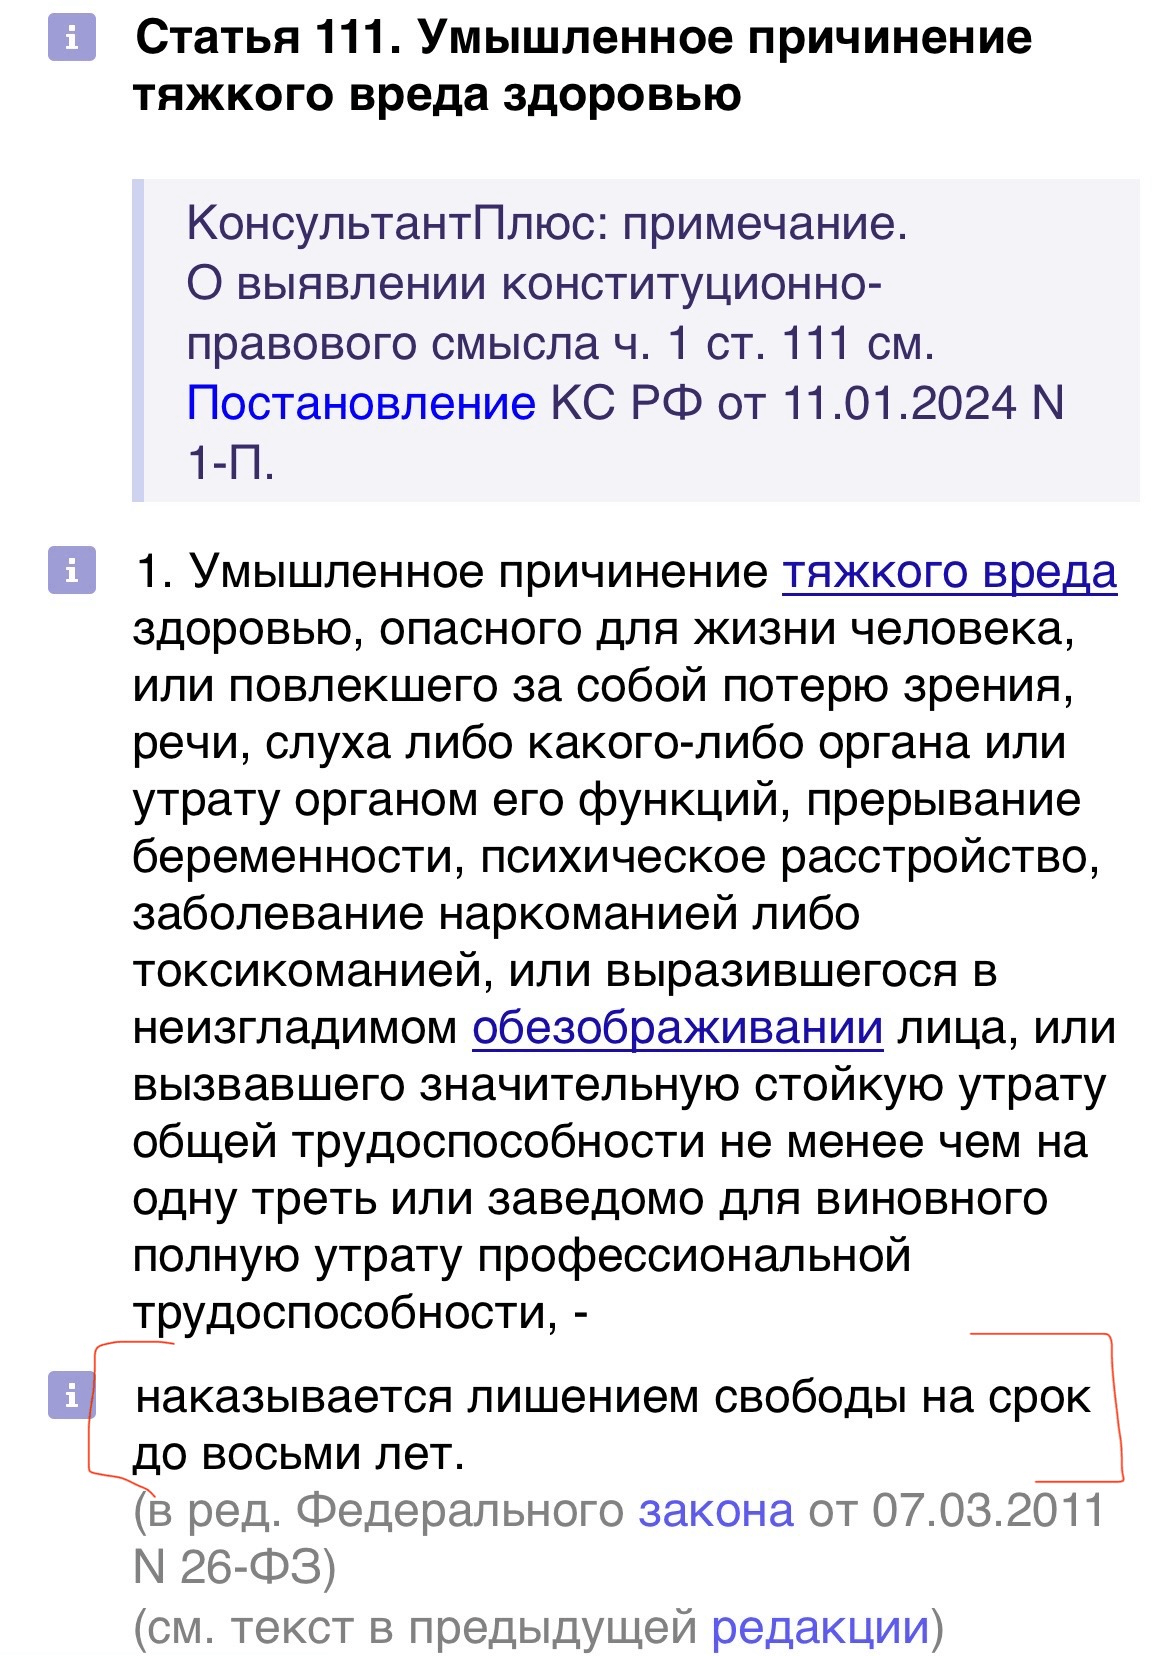 Статья 111. Умышленное причинение
тяжкого вреда здоровью
КонсультантПлюс: примечание.
О выявлении конституционно-
правового смысла ч. 1 ст. 111 см.
Постановление КС РФ от 11.01.2024 N
1-П.
1. Умышленное причинение тяжкого вреда
здоровью, опасного для жизни человека,
или повлекшего за собой потерю зрения,
речи, слуха либо какого-либо органа или
утрату органом его функций, прерывание
беременности, психическое расстройство,
заболевание наркоманией либо
токсикоманией, или выразившегося в
неизгладимом обезображивании лица, или
вызвавшего значительную стойкую утрату
общей трудоспособности не менее чем на
одну треть или заведомо для виновного
полную утрату профессиональной
трудоспособности, -
наказывается лишением свободы на срок
до восьми лет.
(в ред. Федерального закона от 07.03.2011
N 26-ФЗ)
(см. текст в предыдущей редакции)